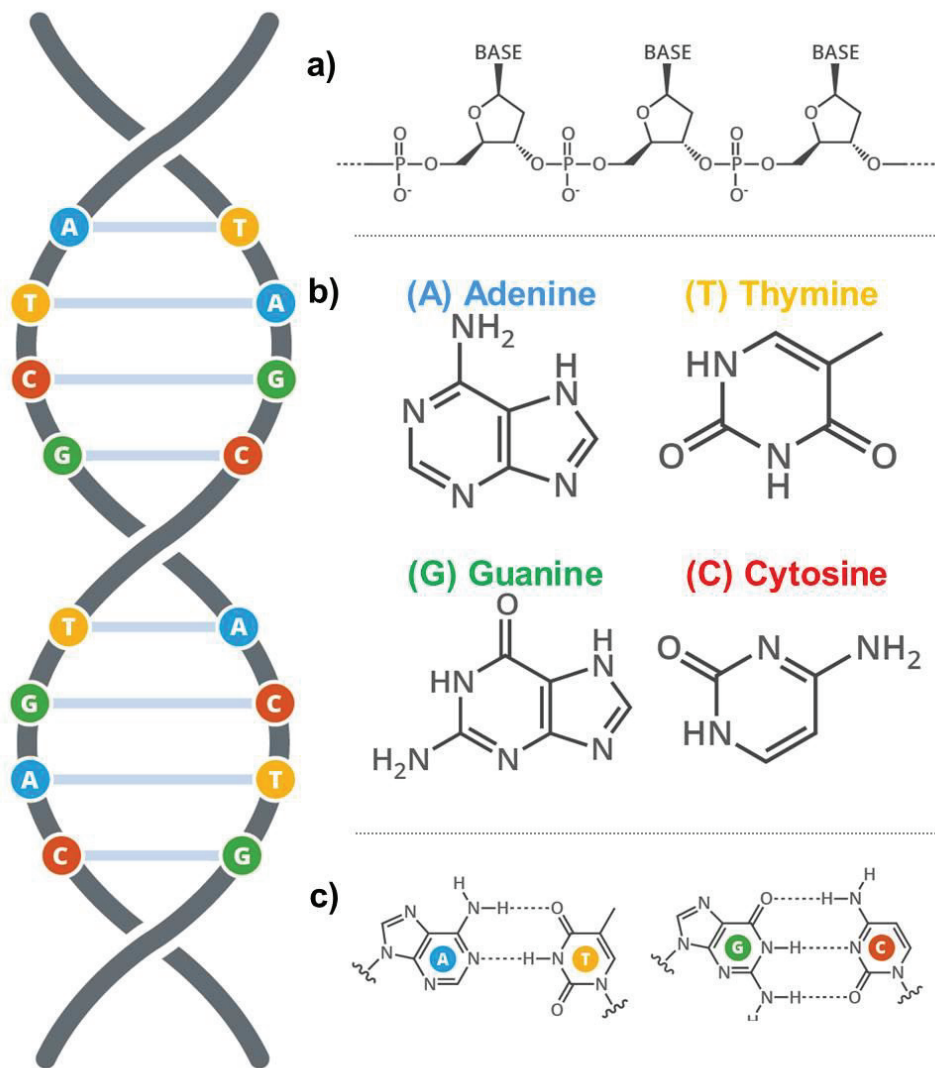 a)
BASE BASE BASE
O O O
O O O
P O O P O O P O O
O- O- O-
A T
T A
C G
G C
T A
G C
A T
C G
b)
(A) Adenine (T) Thymine
NH2
H
N N
N N
HN
O N O
H
(G) Guanine (C) Cytosine
O
H
HN N
H2N N N
O N NH2
HN
c)
H
N N H O
N A N H N T
N N N
O
H
N O H N
N G N H N C
N N N
N H O
H